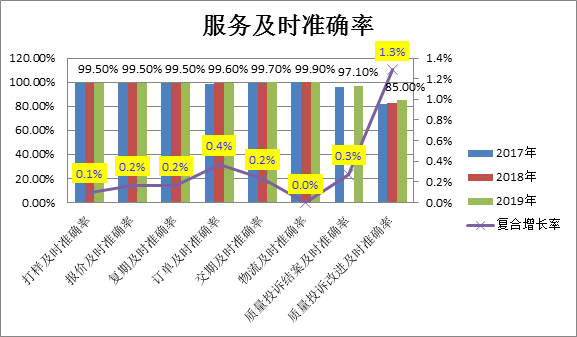 服务及时准确率
120.00%
100.00%
80.00%
60.00%
40.00%
20.00%
0.00%
99.50%
99.50%
99.50%
99.60%
99.70%
99.90%
97.10%
85.00%
0.1%
0.2%
0.2%
0.4%
0.2%
0.0%
0.3%
1.3%
1.4%
1.2%
1.0%
0.8%
0.6%
0.4%
0.2%
0.0%
打样及时准确率
报价及时准确率
复期及时准确率
订单及时准确率
交期及时准确率
物流及时准确率
质量投诉结案及时准确率
质量投诉改进及时准确率
2017年
2018年
2019年
复合增长率